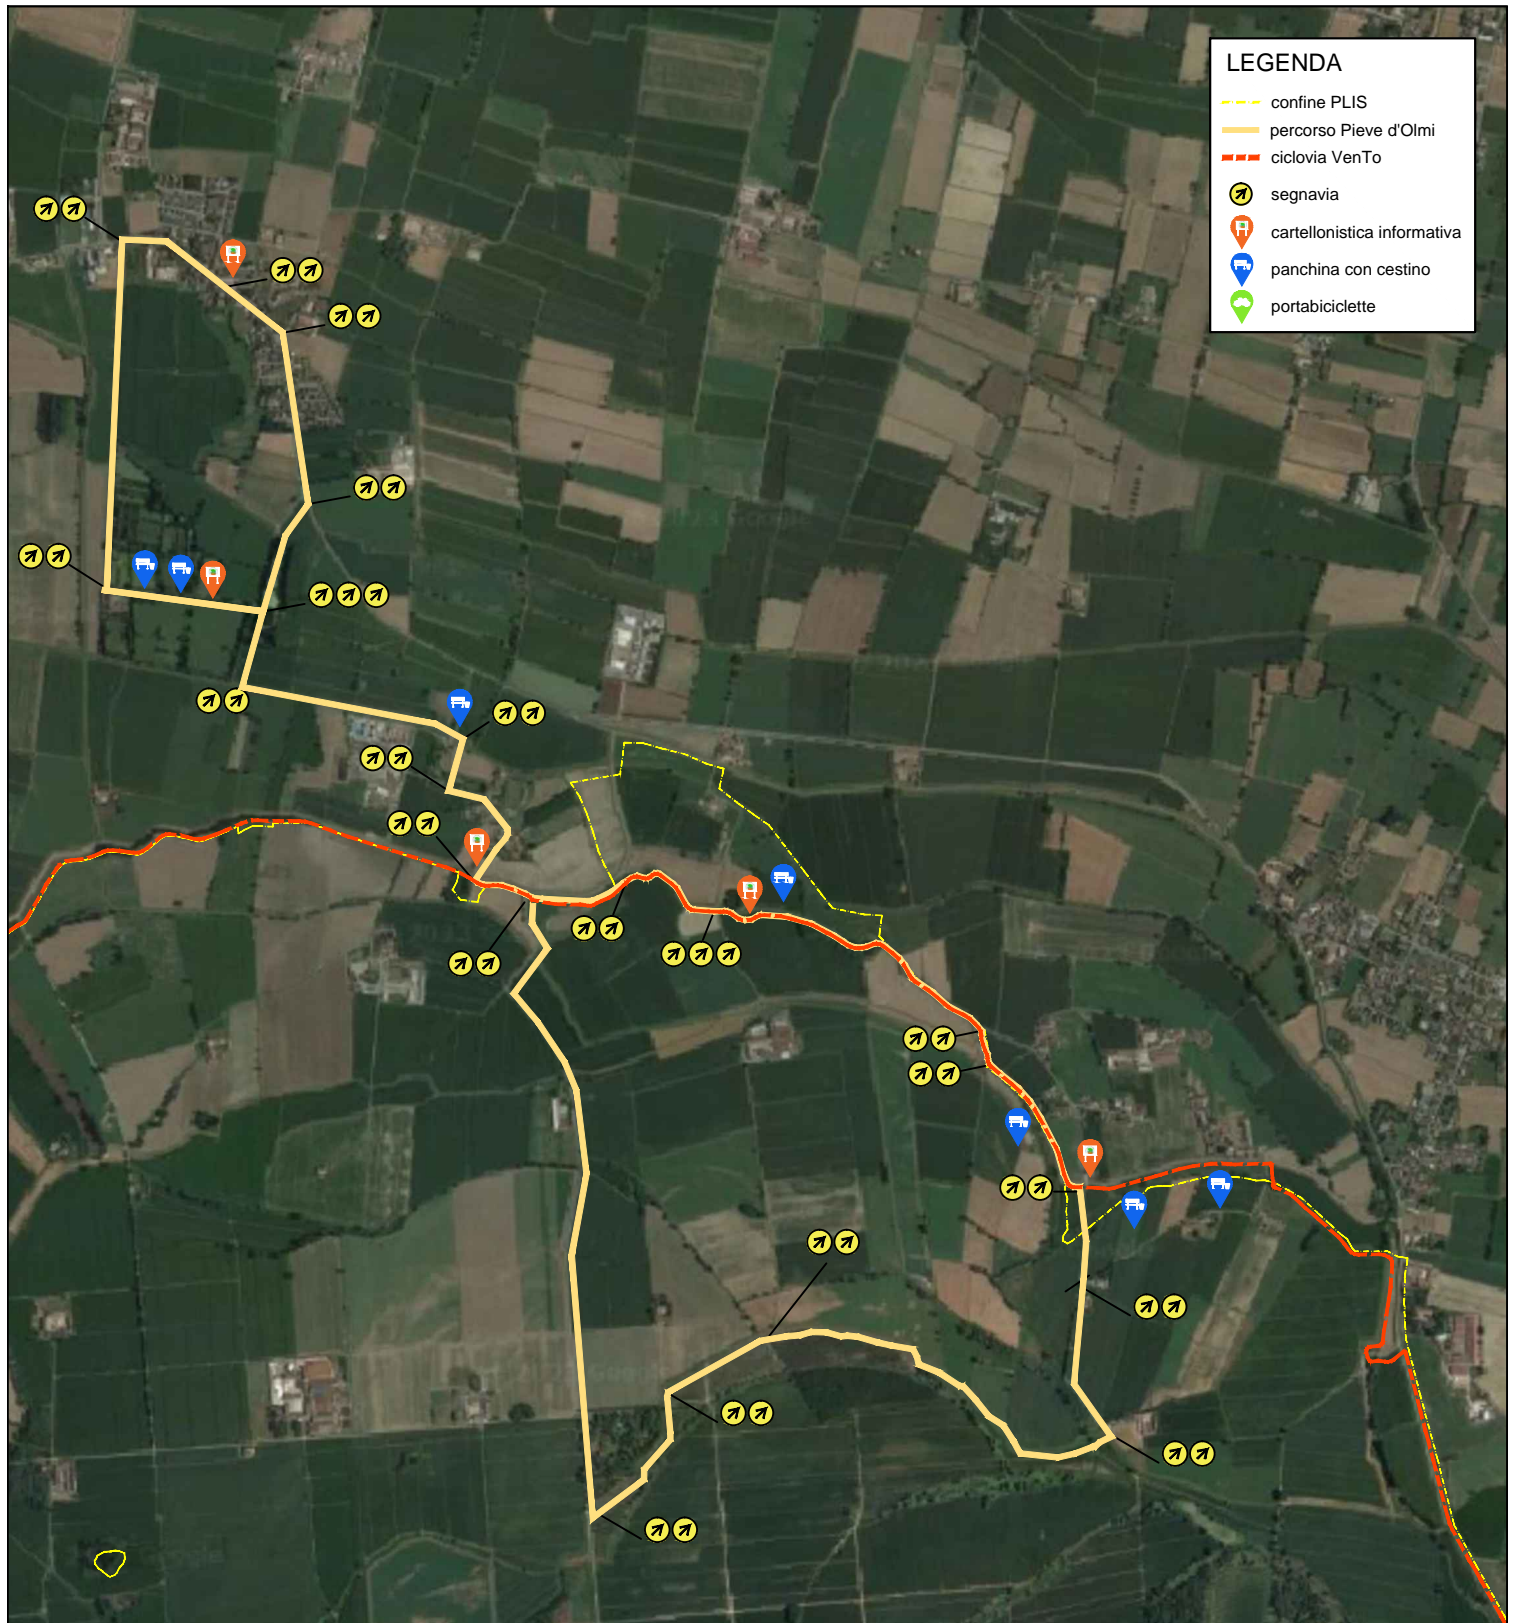 LEGENDA
confine PLIS
percorso Pieve d'Olmi
ciclovia VenTo
segnavia
cartellonistica informativa
panchina con cestino
portabiciclette